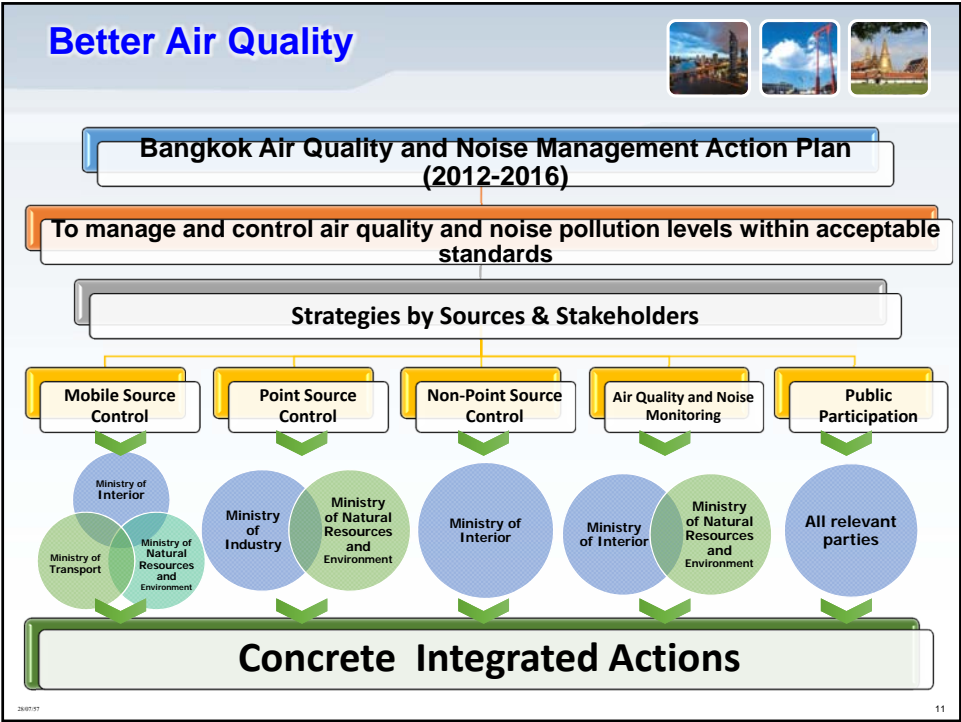 Better Air Quality
Bangkok Air Quality and Noise Management Action Plan
(2012-2016)
To manage and control air quality and noise pollution levels within acceptable
standards
Strategies by Sources & Stakeholders
Mobile Source
Control
Point Source
Control
Non-Point Source
Control
Air Quality and Noise
Monitoring
Public
Participation
Ministry of
Interior
Ministry of
Transport
Ministry of
Natural
Resources
and
Environment
Ministry
of
Industry
Ministry
of Natural
Resources
and
Environment
Ministry of
Interior
Ministry
of Interior
Ministry
of Natural
Resources
and
Environment
All relevant
parties
Concrete Integrated Actions
28/07/57
11